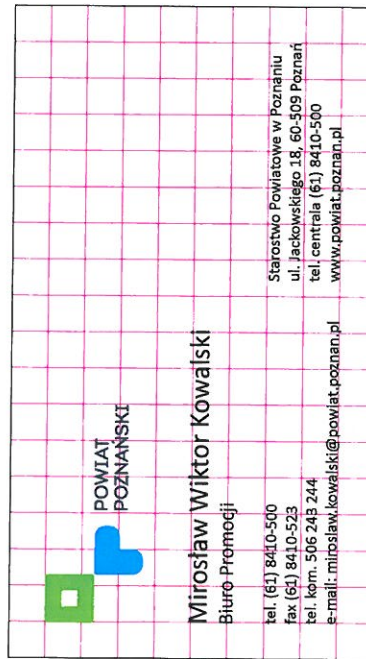 POWIAT
POZNAŃSKI
Mirosław Wiktor Kowalski
Biuro Promocji
tel. (61) 8410-500
fax (61) 8410-523
tel. kom. 506 243 244
e-mail: miroslaw.kowalski@powiat.poznan.pl
Starostwo Powiatowe w Poznaniu
ul. Jackowskiego 18, 60-509 Poznań
tel. centrala (61) 8410-500
www.powiat.poznan.pl